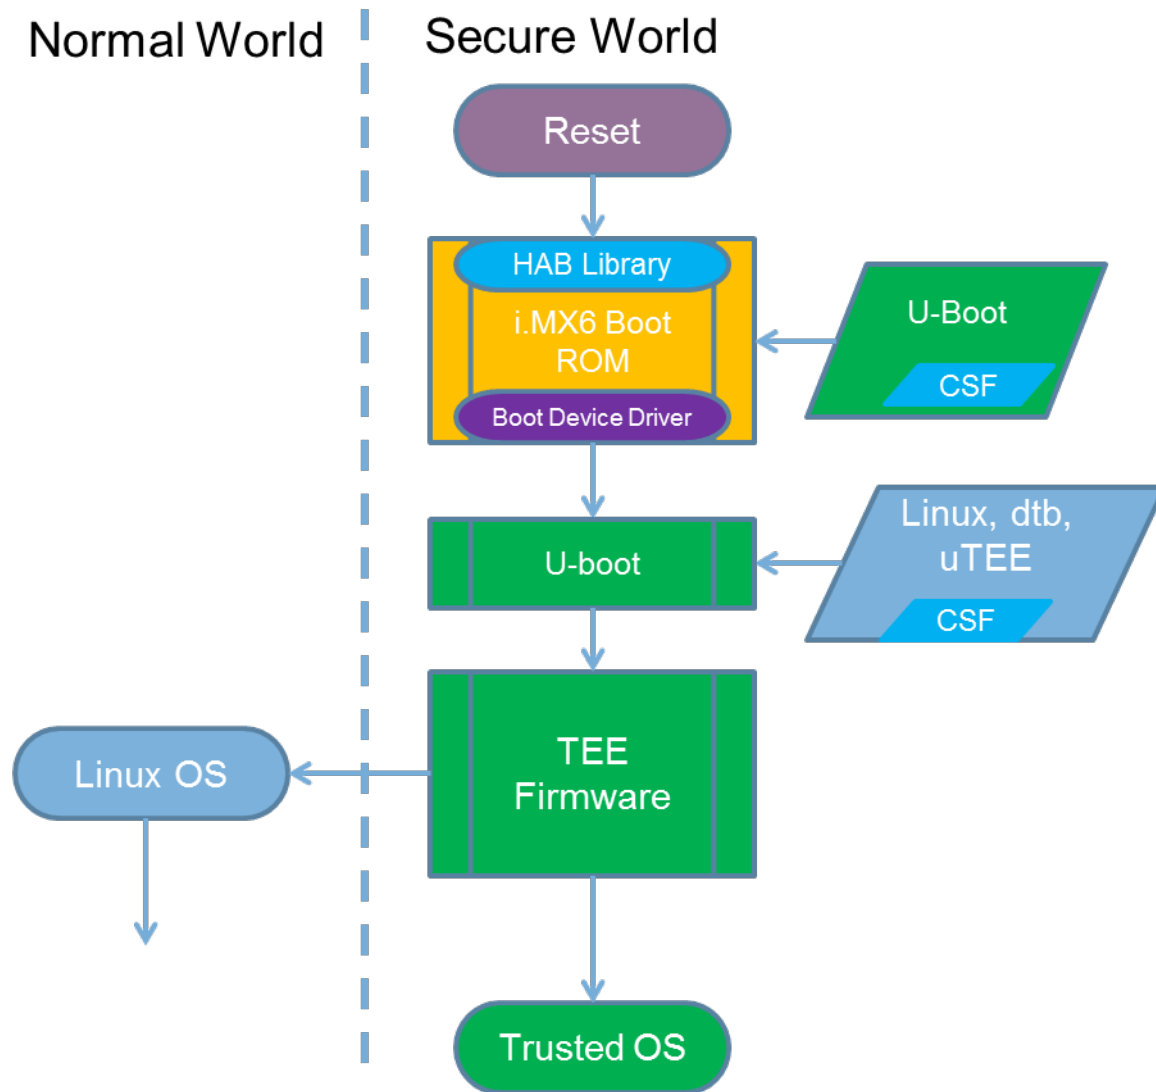 Normal World
Secure World
Reset
HAB Library
i.MX6 Boot
ROM
Boot Device Driver
U-Boot
CSF
U-boot
Linux, dtb,
uTEE
CSF
TEE
Firmware
Linux OS
Trusted OS